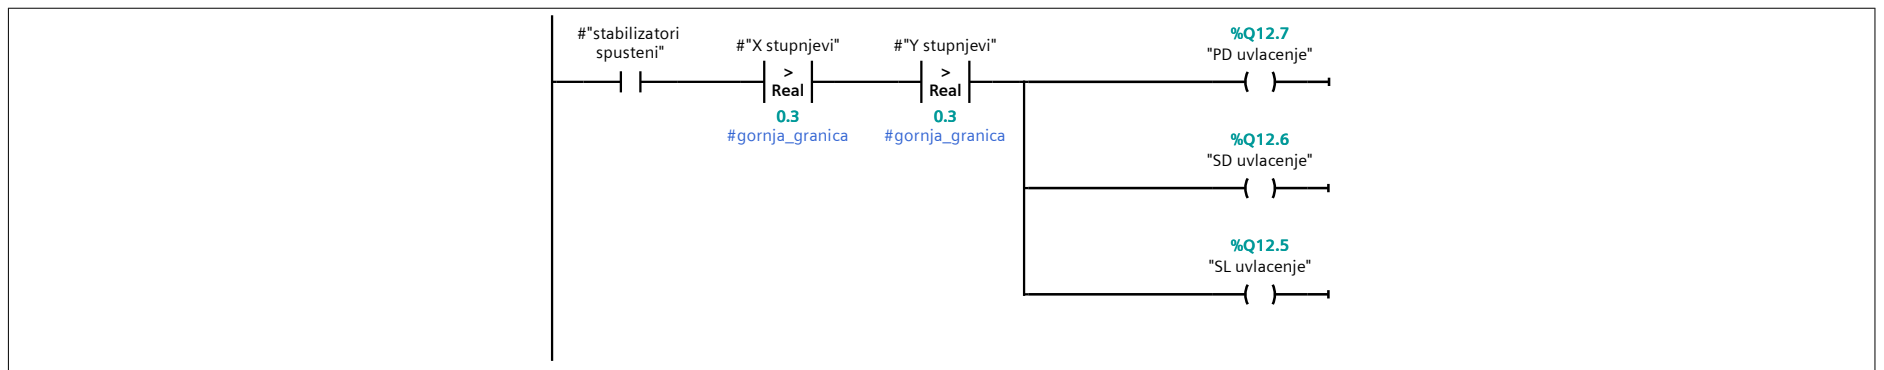 #"stabilizatori
spusteni"
#"X stupnjevi"
>
Real
0.3
#gornja_granica
#"Y stupnjevi"
>
Real
0.3
#gornja_granica
%Q12.7
"PD uvlacenje"
%Q12.6
"SD uvlacenje"
%Q12.5
"SL uvlacenje"